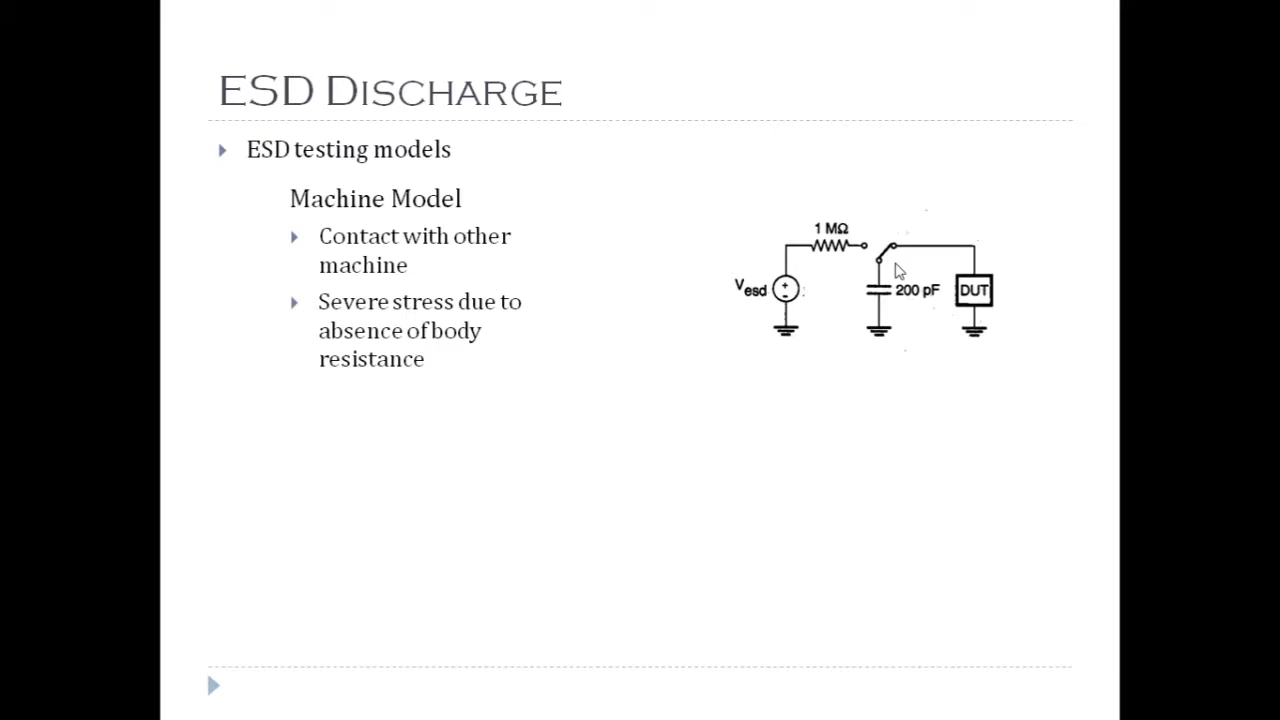 ESD DISCHARGE
ESD testing models
Machine Model
Contact with other
machine
Severe stress due to
absence of body
resistance
1 MΩ
Vesd
+
-
200 pF
DUT